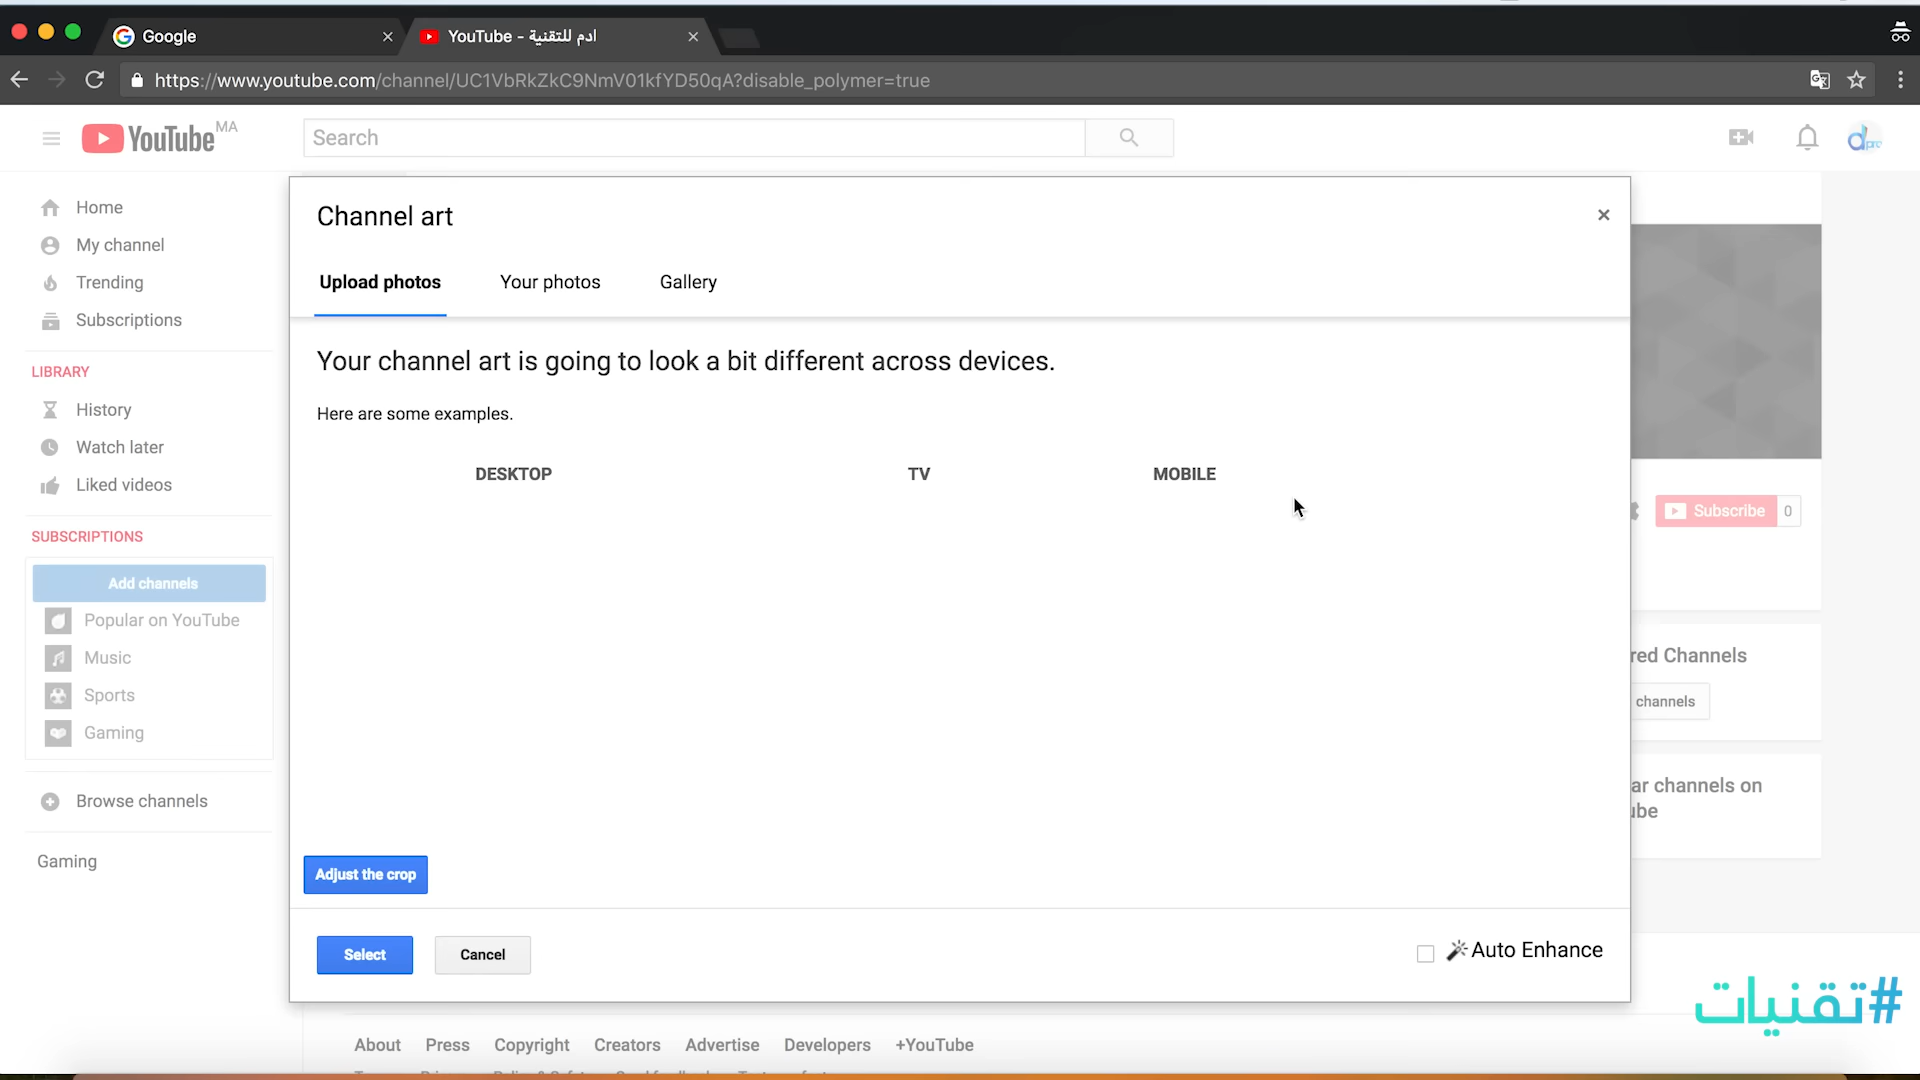 Google
YouTube - ادم للتقنية
https://www.youtube.com/channel/UC1VbRkZkC9NmV01kfYD50qA?disable_polymer=true
YouTube MA
Search
Home
My channel
Trending
Subscriptions
LIBRARY
History
Watch later
Liked videos
SUBSCRIPTIONS
Add channels
Popular on YouTube
Music
Sports
Gaming
Browse channels
Gaming
Channel art
Upload photos Your photos Gallery
Your channel art is going to look a bit different across devices.
Here are some examples.
DESKTOP TV MOBILE
Adjust the crop
Select Cancel
Auto Enhance
Subscribe 0
red Channels
channels
ar channels on
ube
#تقنيات
About Press Copyright Creators Advertise Developers +YouTube